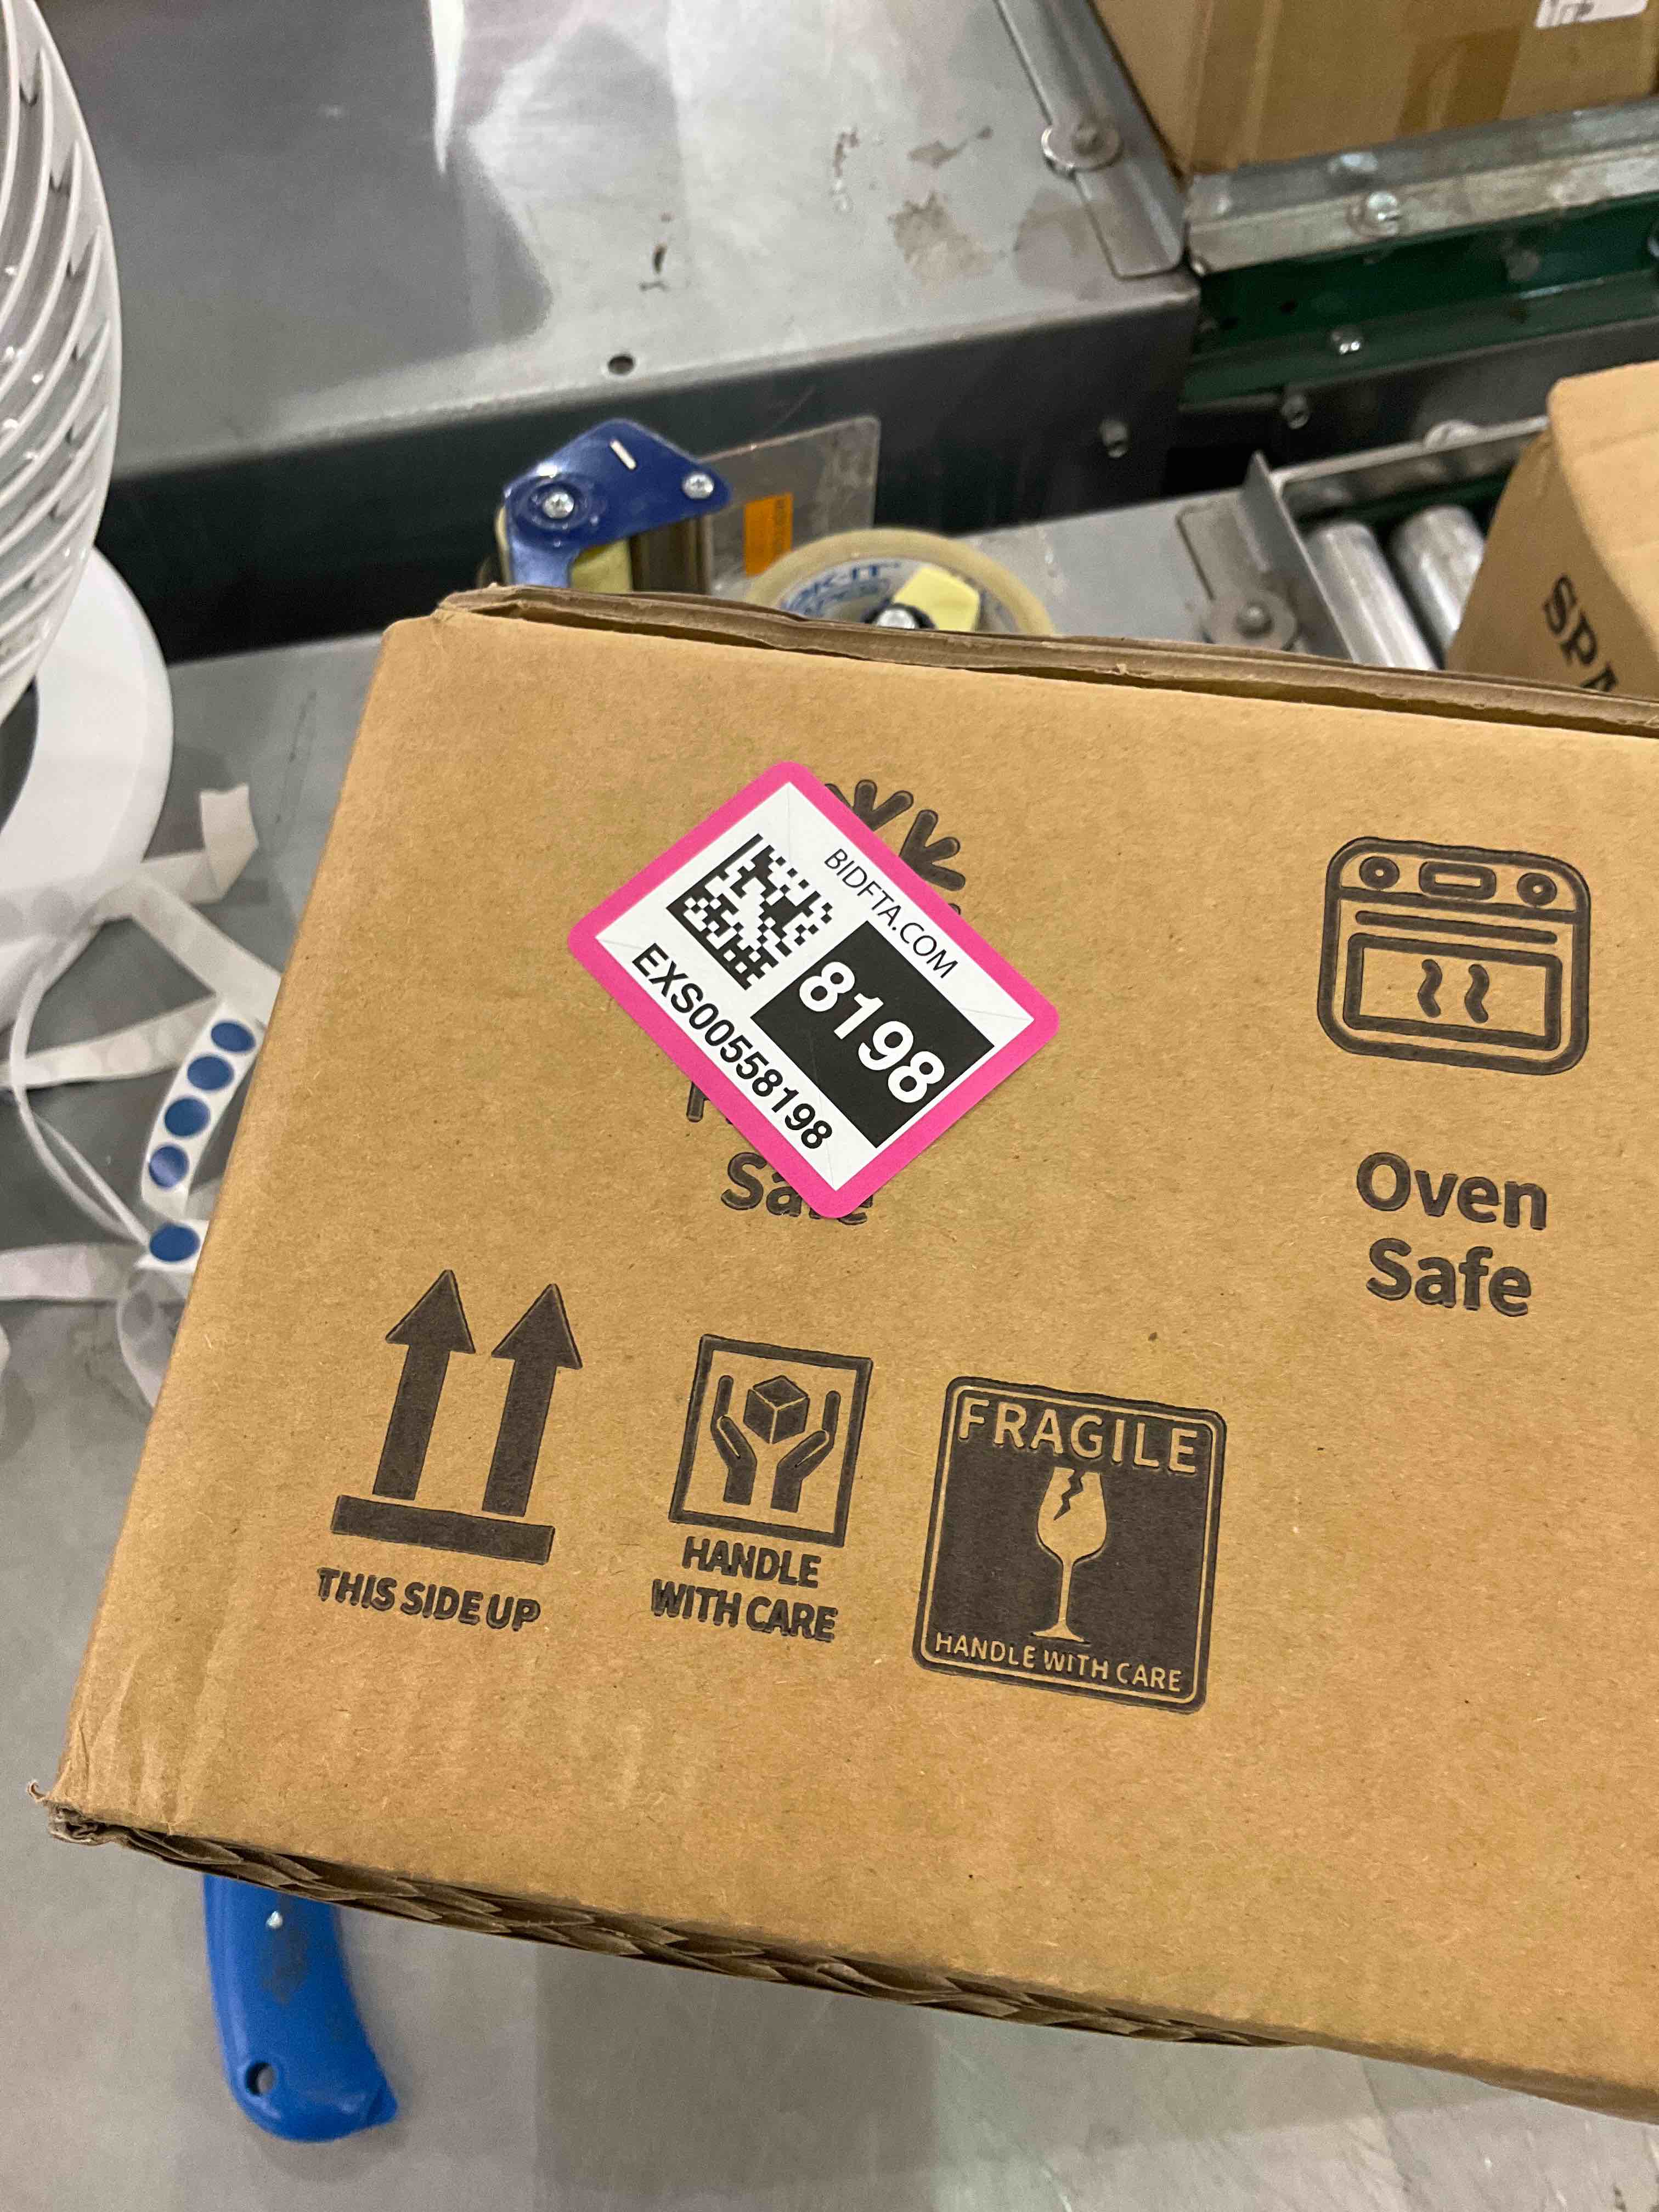 BIDFTA.COM
8198
EXS00558198
Safe
Oven
Safe
THIS SIDE UP
HANDLE
WITH CARE
FRAGILE
HANDLE WITH CARE